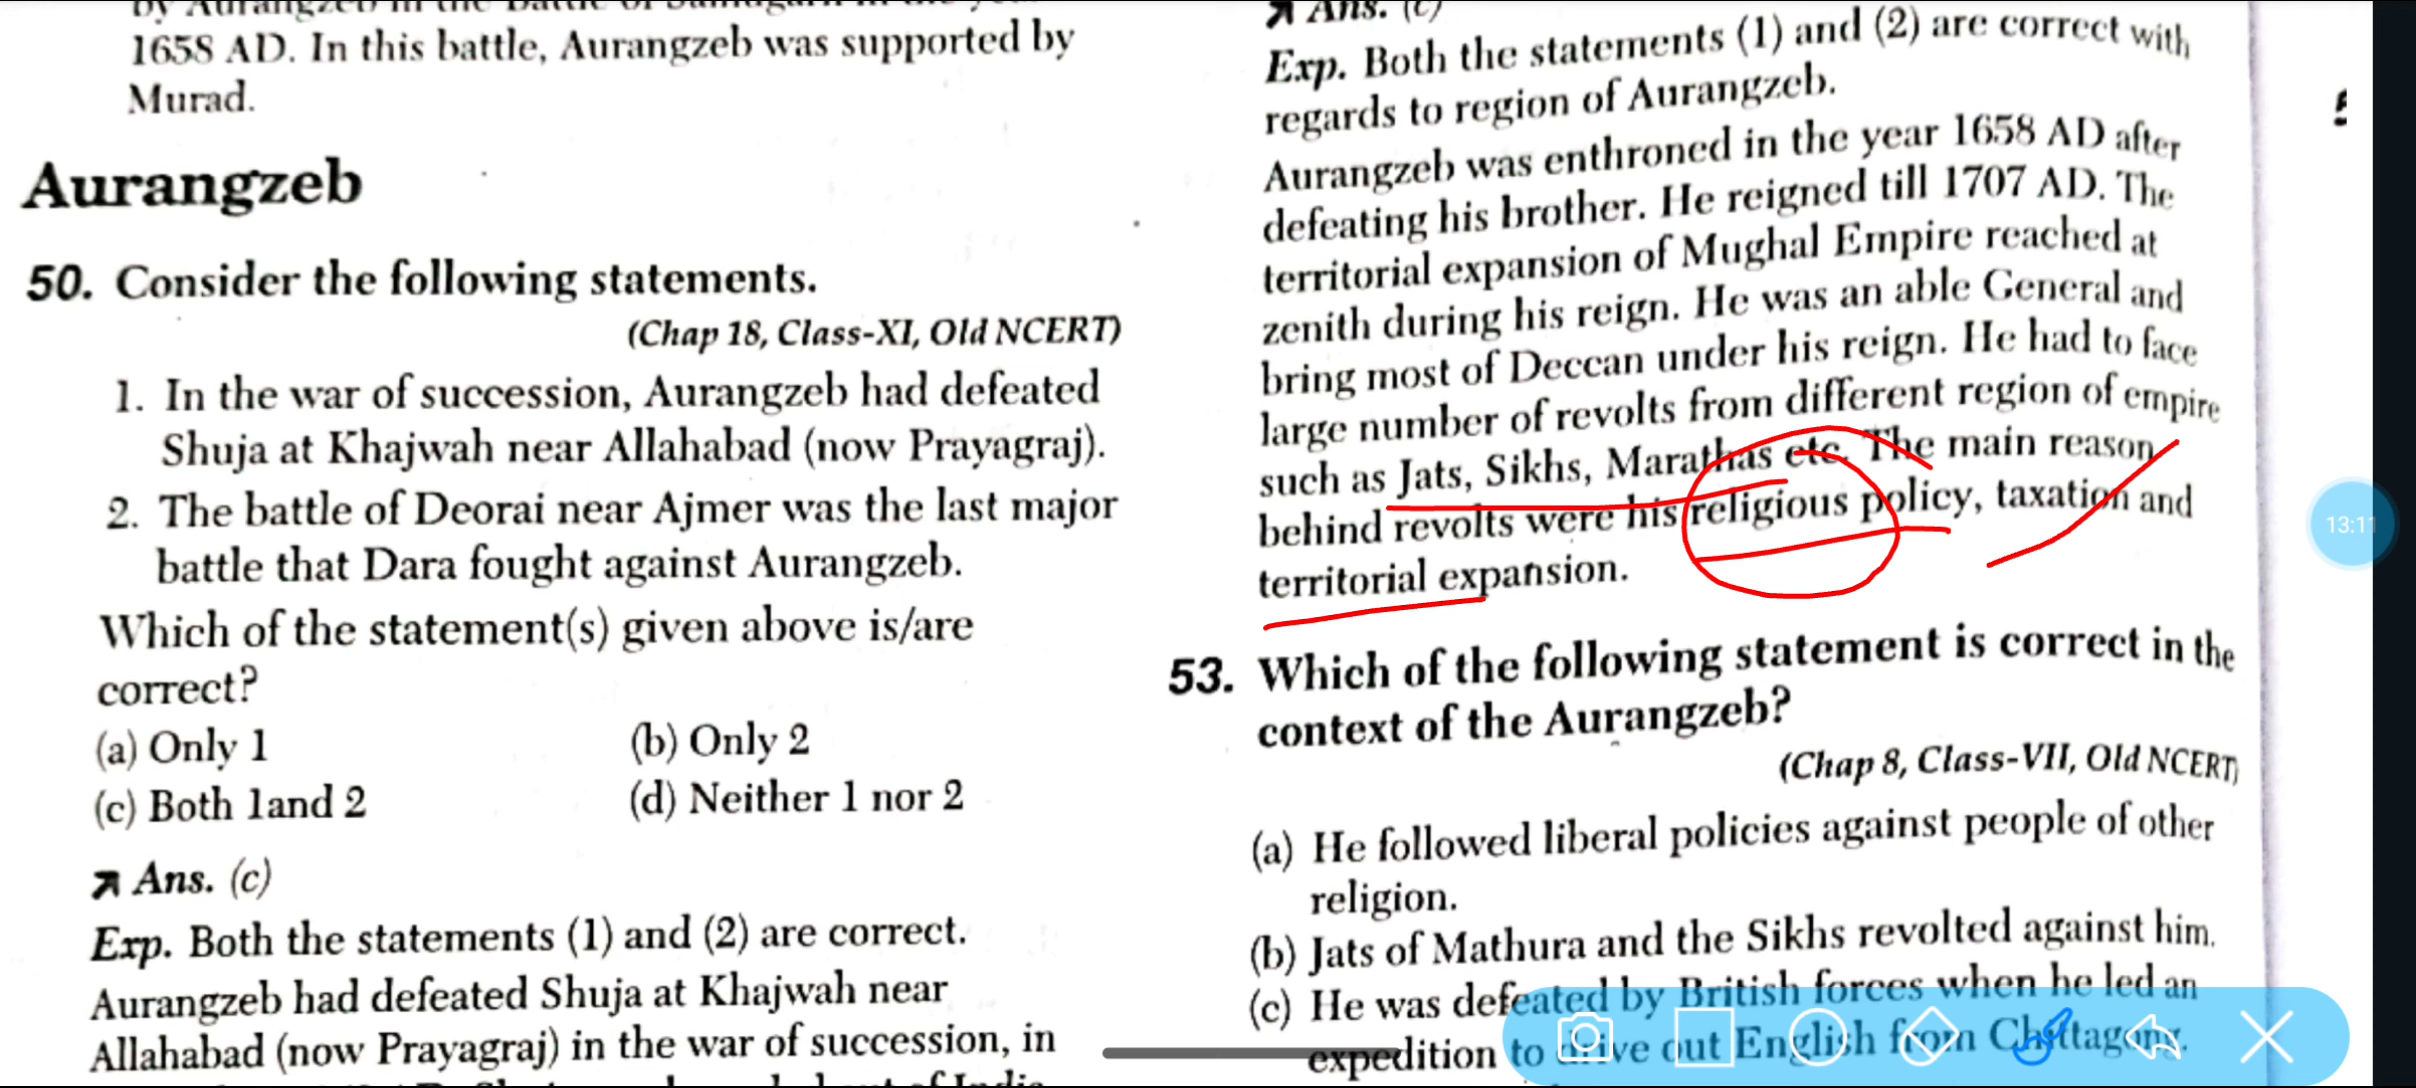 1658 AD. In this battle, Aurangzeb was supported by
Murad.
Aurangzeb
50. Consider the following statements.
(Chap 18, Class-XI, Old NCERT)
1. In the war of succession, Aurangzeb had defeated
Shuja at Khajwah near Allahabad (now Prayagraj).
2. The battle of Deorai near Ajmer was the last major
battle that Dara fought against Aurangzeb.
Which of the statement(s) given above is/are
correct?
(a) Only 1 (b) Only 2
(c) Both 1and 2 (d) Neither 1 nor 2
Ans. (c)
Exp. Both the statements (1) and (2) are correct.
Aurangzeb had defeated Shuja at Khajwah near
Allahabad (now Prayagraj) in the war of succession, in
Ans. (c)
Exp. Both the statements (1) and (2) are correct with
regards to region of Aurangzeb.
Aurangzeb was enthroned in the year 1658 AD after
defeating his brother. He reigned till 1707 AD. The
territorial expansion of Mughal Empire reached at
zenith during his reign. He was an able General and
bring most of Deccan under his reign. He had to face
large number of revolts from different region of empire
such as Jats, Sikhs, Marathas etc. The main reason
behind revolts were his religious policy, taxation and
territorial expansion.
53. Which of the following statement is correct in the
context of the Aurangzeb?
(Chap 8, Class-VII, Old NCERT)
(a) He followed liberal policies against people of other
religion.
(b) Jats of Mathura and the Sikhs revolted against him.
(c) He was defeated by British forces when he led an
expedition to drive out English from Chittagong.
13:11